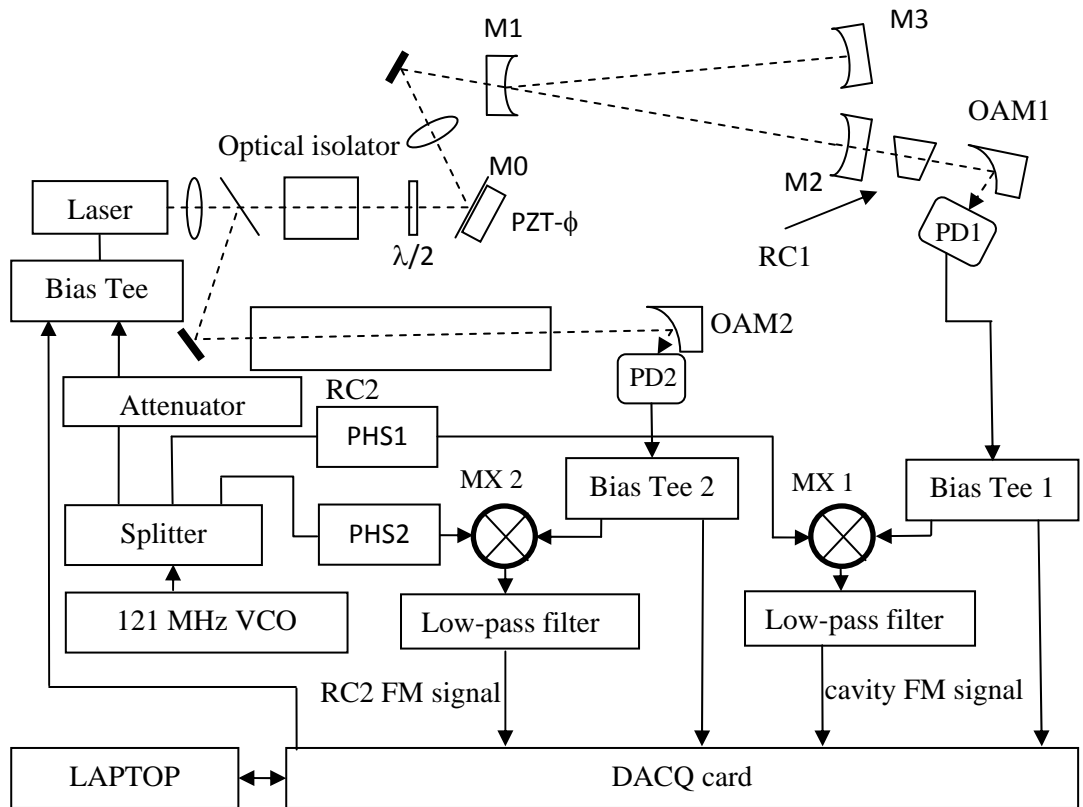 M1
M3
OAM1
Optical isolator
M0
M2
Laser
PZT-ϕ
λ/2
RC1
PD1
Bias Tee
OAM2
PD2
RC2
Attenuator
PHS1
MX 2
Bias Tee 2
MX 1
Bias Tee 1
Splitter
PHS2
121 MHz VCO
Low-pass filter
Low-pass filter
RC2 FM signal
cavity FM signal
LAPTOP
DACQ card